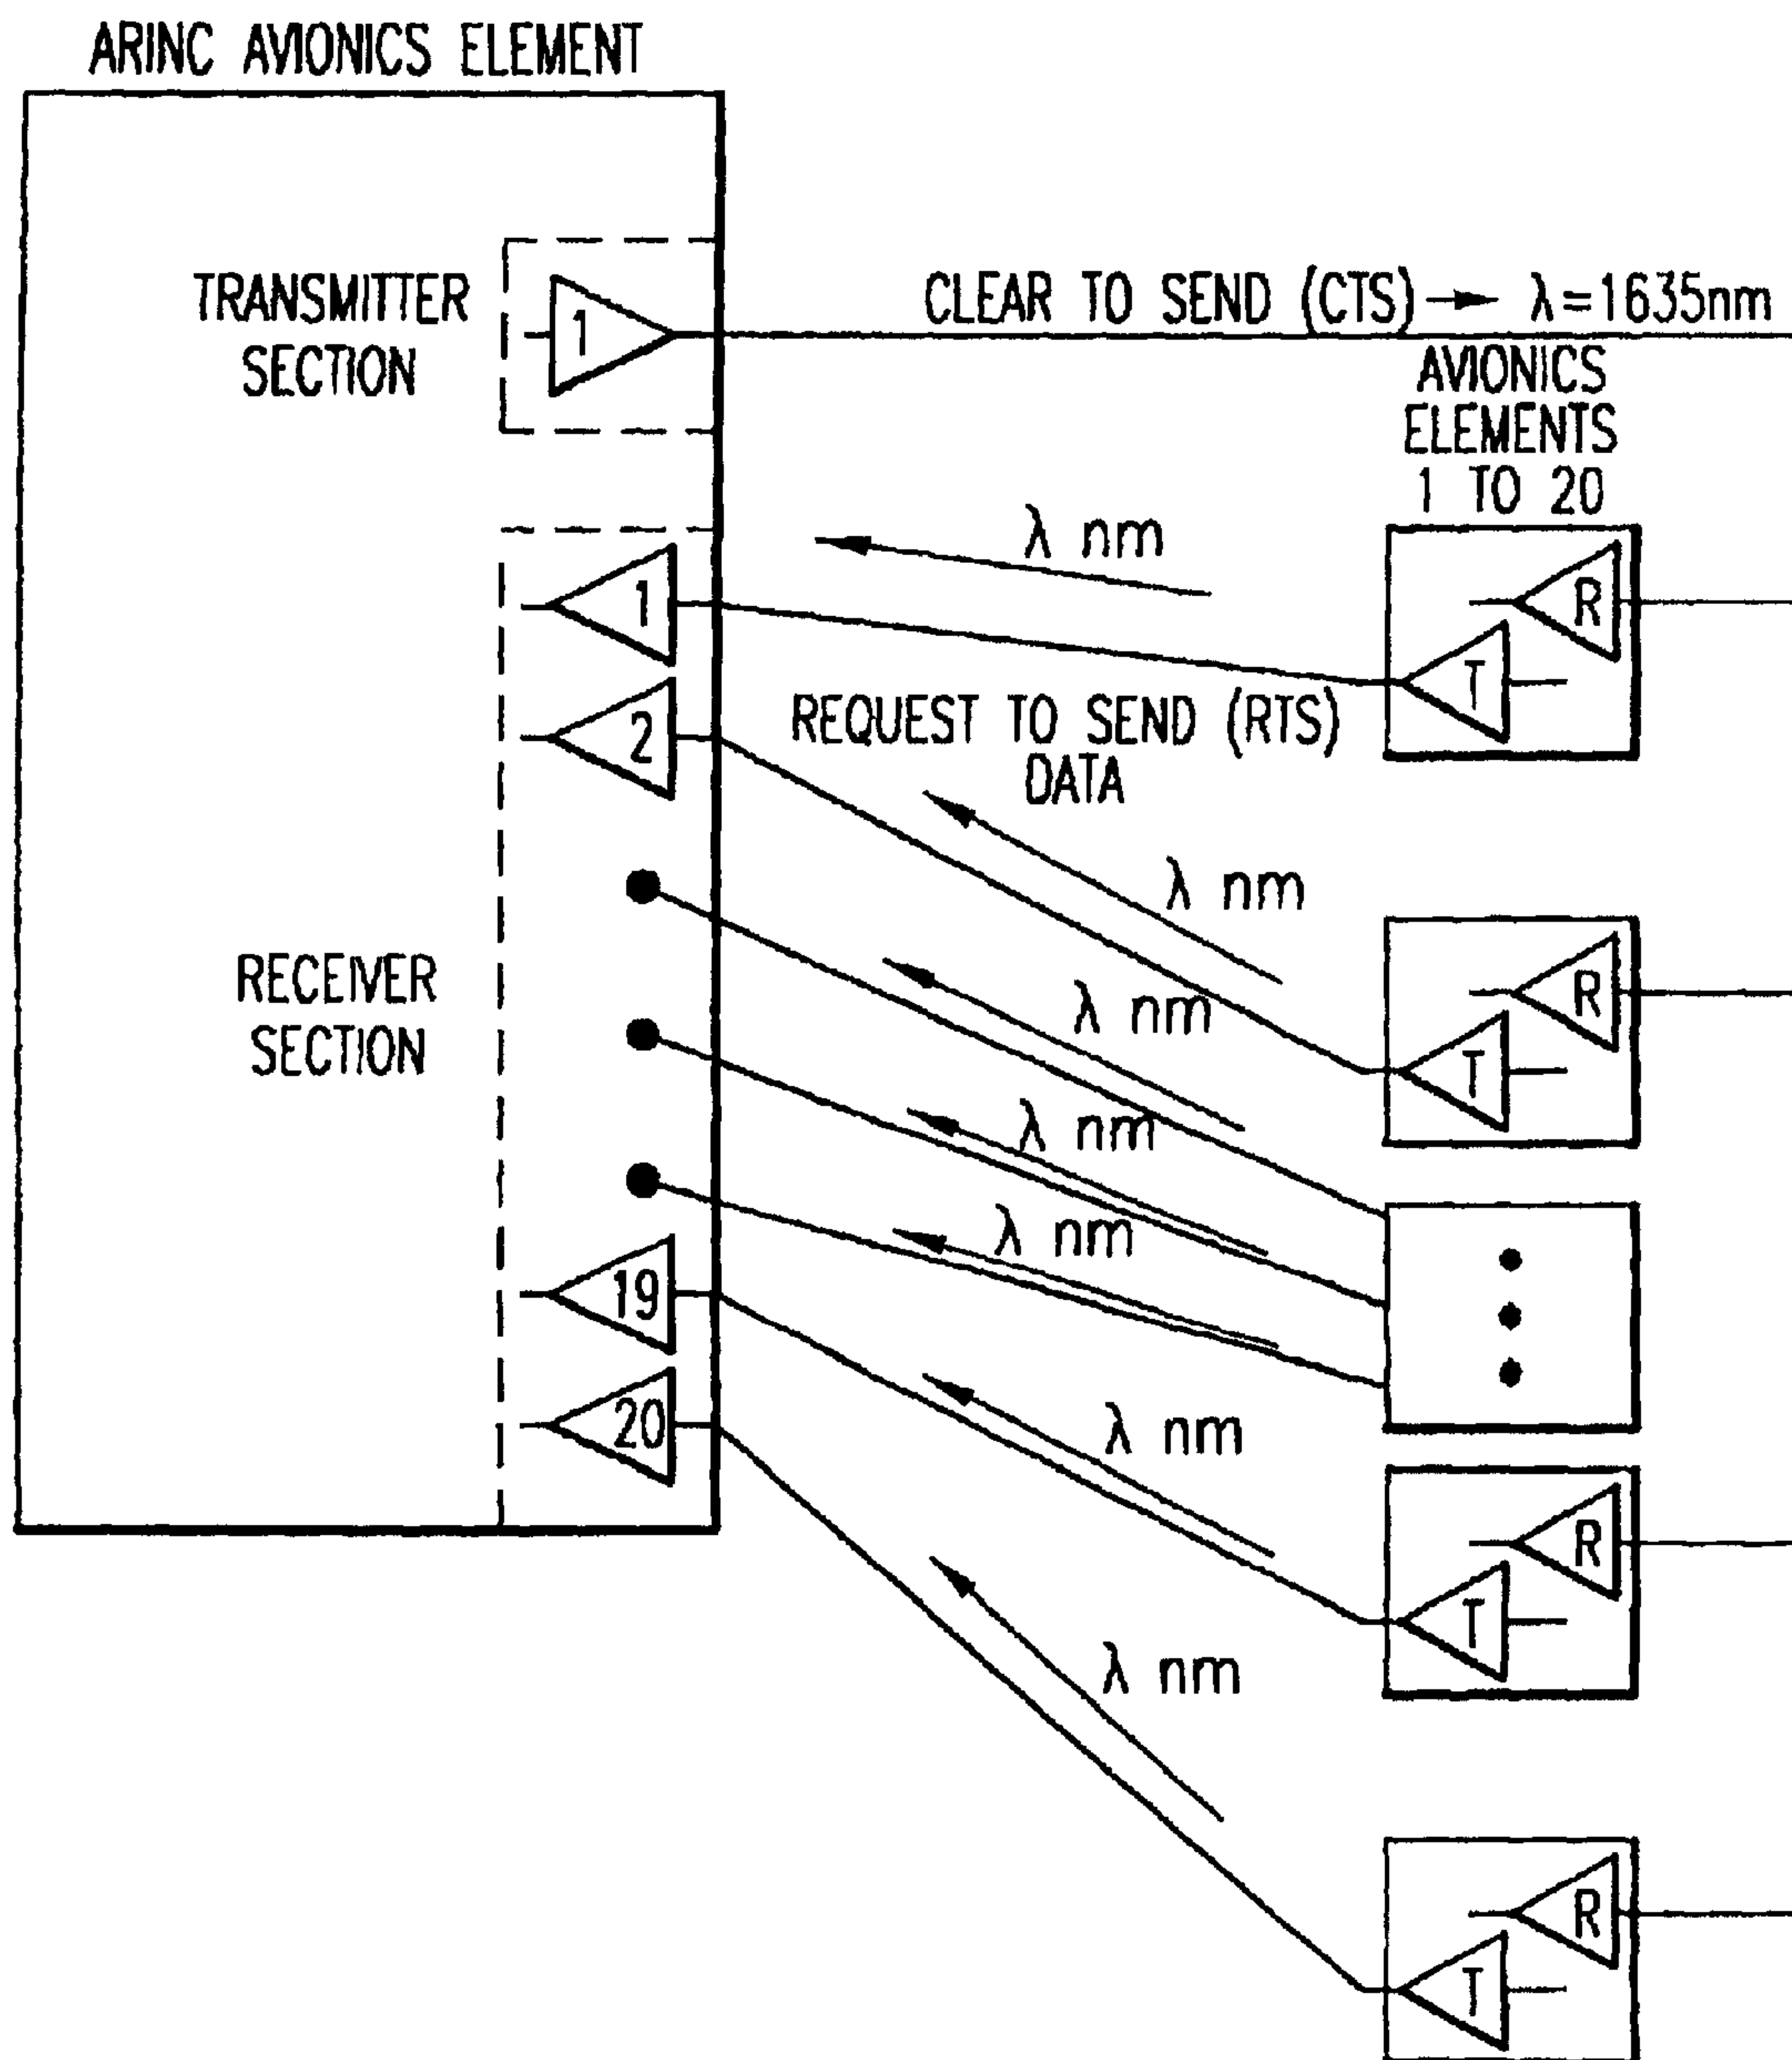 ARINC AVIONICS ELEMENT
TRANSMITTER
SECTION
1
CLEAR TO SEND (CTS) → λ=1635nm
AVIONICS
ELEMENTS
1 TO 20
λ nm
1
R
T
2
REQUEST TO SEND (RTS)
DATA
λ nm
R
T
RECEIVER
SECTION
λ nm
λ nm
λ nm
19
20
λ nm
R
T
λ nm
R
T